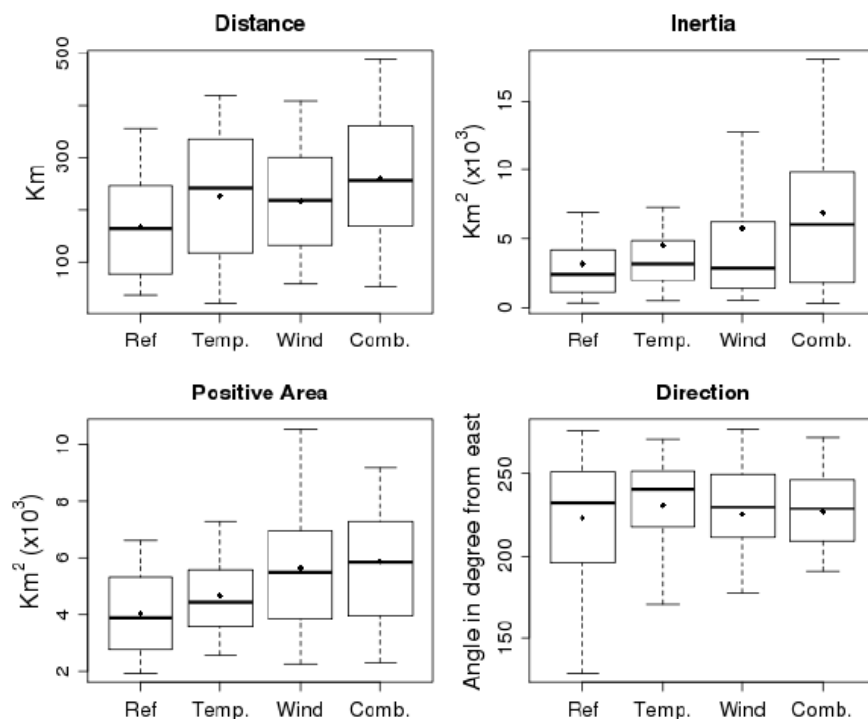 Distance
Km
100
300
500
Ref Temp. Wind Comb.
Inertia
Km² (x10³)
0
5
10
15
Ref Temp. Wind Comb.
Positive Area
Km² (x10³)
2
4
6
8
10
Ref Temp. Wind Comb.
Direction
Angle in degree from east
150
200
250
Ref Temp. Wind Comb.